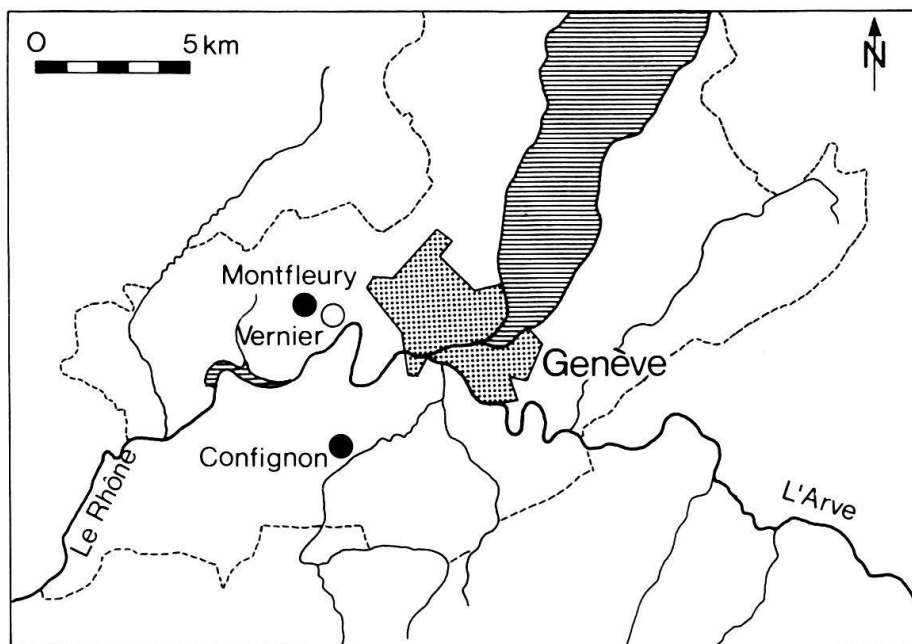 O 5 km
N
Montfleury
Vernier
Genève
Confignon
Le Rhône
L'Arve